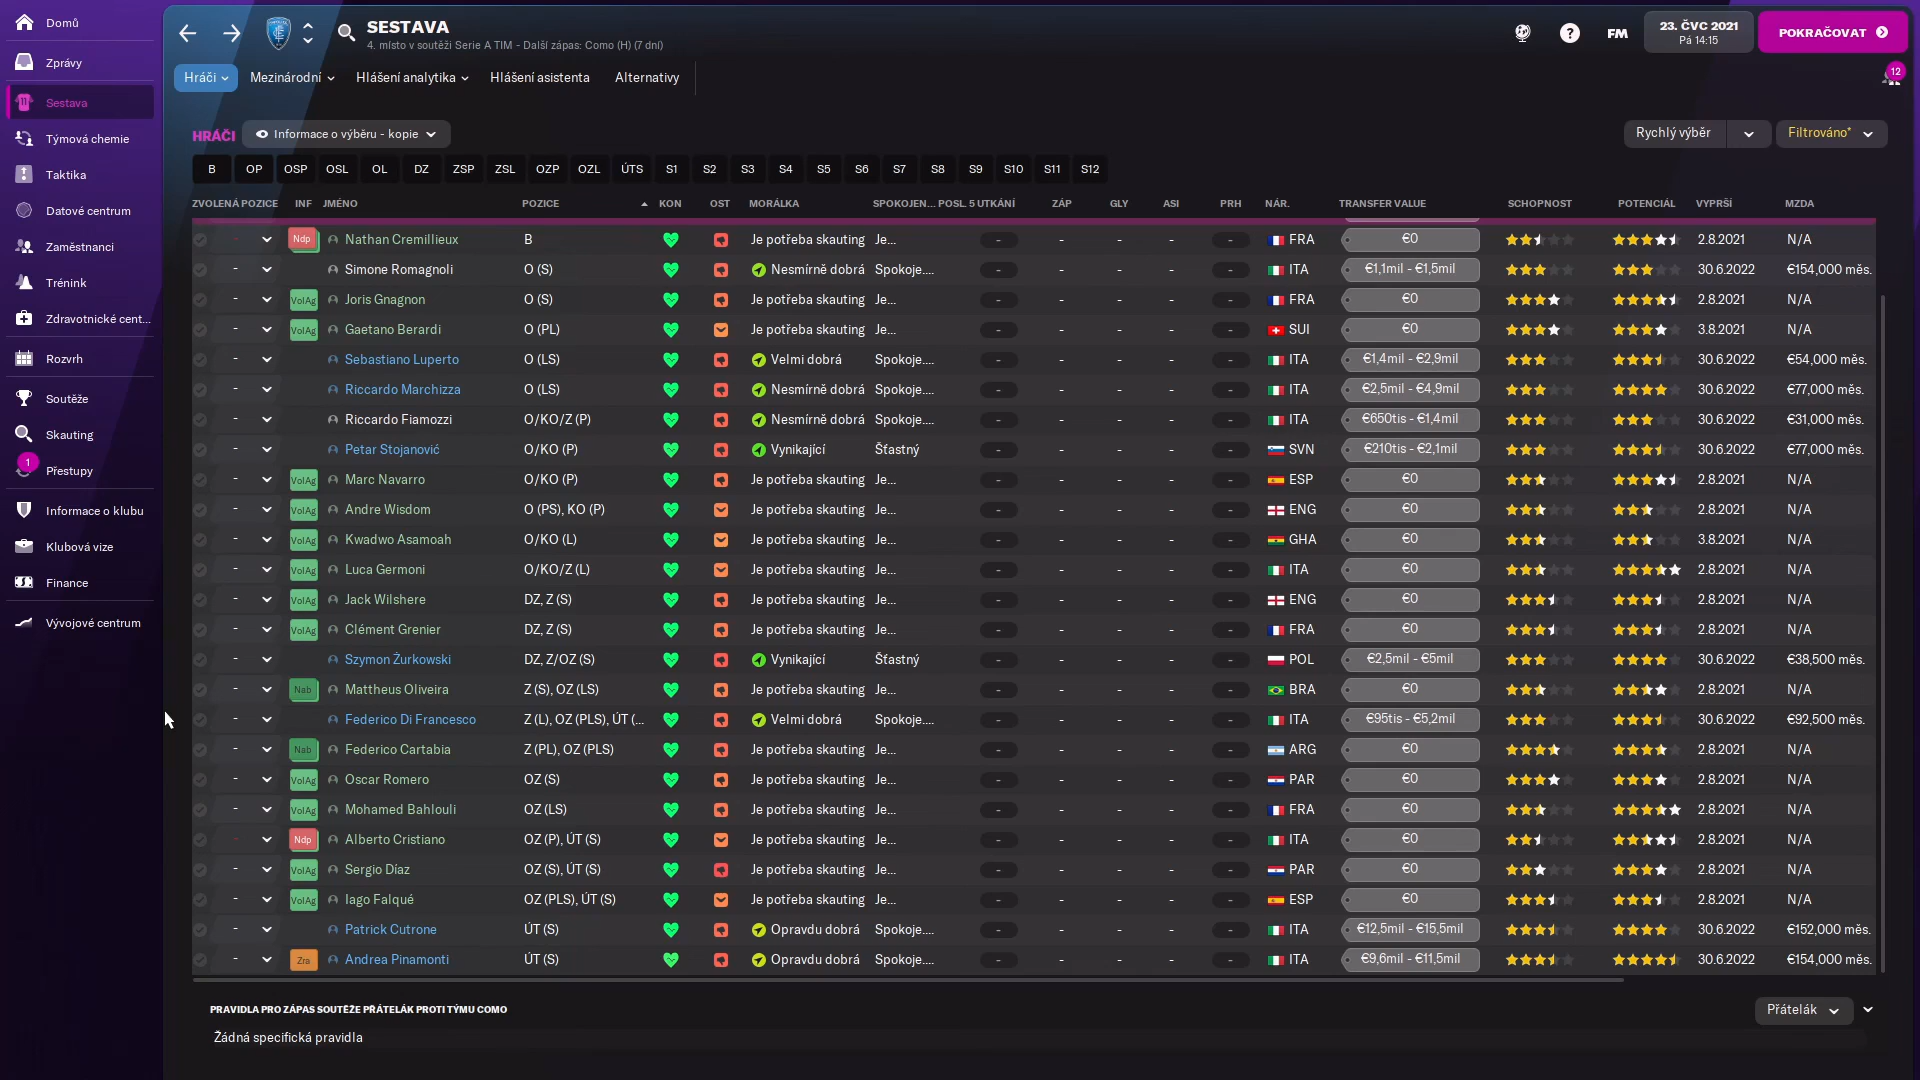 Domů
Zprávy
Sestava
Týmová chemie
Taktika
Datové centrum
Zaměstnanci
Trénink
Zdravotnické cent...
Rozvrh
Soutěže
Skauting
1
Přestupy
Informace o klubu
Klubová vize
Finance
Vývojové centrum
SESTAVA
4. místo v soutěži Serie A TIM - Další zápas: Como (H) (7 dní)
FM
23. ČVC 2021
Pá 14:15
POKRAČOVAT
Hráči
Mezinárodní
Hlášení analytika
Hlášení asistenta
Alternativy
12
HRÁČI
Informace o výběru - kopie
Rychlý výběr
Filtrováno*
B OP OSP OSL OL DZ ZSP ZSL OZP OZL ÚTS S1 S2 S3 S4 S5 S6 S7 S8 S9 S10 S11 S12
ZVOLENÁ POZICE INF JMÉNO POZICE KON OST MORÁLKA SPOKOJEN... POSL. 5 UTKÁNÍ ZÁP GLY ASI PRH NÁR. TRANSFER VALUE SCHOPNOST POTENCIÁL VYPRŠÍ MZDA
- Ndp Nathan Cremillieux B Je potřeba skauting Je... - - - - - FRA €0 2.8.2021 N/A
- Simone Romagnoli O (S) Nesmírně dobrá Spokoje.... - - - - - ITA €1,1mil - €1,5mil 30.6.2022 €154,000 měs.
- VolAg Joris Gnagnon O (S) Je potřeba skauting Je... - - - - - FRA €0 2.8.2021 N/A
- VolAg Gaetano Berardi O (PL) Je potřeba skauting Je... - - - - - SUI €0 3.8.2021 N/A
- Sebastiano Luperto O (LS) Velmi dobrá Spokoje.... - - - - - ITA €1,4mil - €2,9mil 30.6.2022 €54,000 měs.
- Riccardo Marchizza O (LS) Nesmírně dobrá Spokoje.... - - - - - ITA €2,5mil - €4,9mil 30.6.2022 €77,000 měs.
- Riccardo Fiamozzi O/KO/Z (P) Nesmírně dobrá Spokoje.... - - - - - ITA €650tis - €1,4mil 30.6.2022 €31,000 měs.
- Petar Stojanović O/KO (P) Vynikající Šťastný - - - - - SVN €210tis - €2,1mil 30.6.2022 €77,000 měs.
- VolAg Marc Navarro O/KO (P) Je potřeba skauting Je... - - - - - ESP €0 2.8.2021 N/A
- VolAg Andre Wisdom O (PS), KO (P) Je potřeba skauting Je... - - - - - ENG €0 2.8.2021 N/A
- VolAg Kwadwo Asamoah O/KO (L) Je potřeba skauting Je... - - - - - GHA €0 3.8.2021 N/A
- VolAg Luca Germoni O/KO/Z (L) Je potřeba skauting Je... - - - - - ITA €0 2.8.2021 N/A
- VolAg Jack Wilshere DZ, Z (S) Je potřeba skauting Je... - - - - - ENG €0 2.8.2021 N/A
- VolAg Clément Grenier DZ, Z (S) Je potřeba skauting Je... - - - - - FRA €0 2.8.2021 N/A
- Szymon Żurkowski DZ, Z/OZ (S) Vynikající Šťastný - - - - - POL €2,5mil - €5mil 30.6.2022 €38,500 měs.
- Nab Mattheus Oliveira Z (S), OZ (LS) Je potřeba skauting Je... - - - - - BRA €0 2.8.2021 N/A
- Federico Di Francesco Z (L), OZ (PLS), ÚT (... Velmi dobrá Spokoje.... - - - - - ITA €95tis - €5,2mil 30.6.2022 €92,500 měs.
- Nab Federico Cartabia Z (PL), OZ (PLS) Je potřeba skauting Je... - - - - - ARG €0 2.8.2021 N/A
- VolAg Oscar Romero OZ (S) Je potřeba skauting Je... - - - - - PAR €0 2.8.2021 N/A
- VolAg Mohamed Bahlouli OZ (LS) Je potřeba skauting Je... - - - - - FRA €0 2.8.2021 N/A
- Ndp Alberto Cristiano OZ (P), ÚT (S) Je potřeba skauting Je... - - - - - ITA €0 2.8.2021 N/A
- VolAg Sergio Díaz OZ (S), ÚT (S) Je potřeba skauting Je... - - - - - PAR €0 2.8.2021 N/A
- VolAg Iago Falqué OZ (PLS), ÚT (S) Je potřeba skauting Je... - - - - - ESP €0 2.8.2021 N/A
- Patrick Cutrone ÚT (S) Opravdu dobrá Spokoje.... - - - - - ITA €12,5mil - €15,5mil 30.6.2022 €152,000 měs.
- Zra Andrea Pinamonti ÚT (S) Opravdu dobrá Spokoje.... - - - - - ITA €9,6mil - €11,5mil 30.6.2022 €154,000 měs.
PRAVIDLA PRO ZÁPAS SOUTĚŽE PŘÁTELÁK PROTI TÝMU COMO
Přátelák
Žádná specifická pravidla